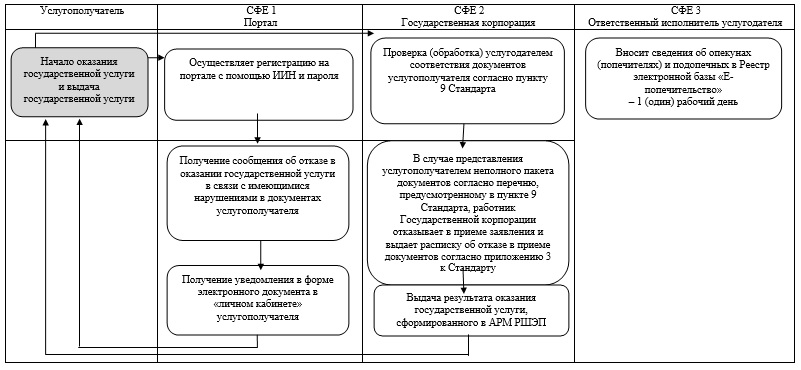 Услугополучатель
СФЕ 1
Портал
СФЕ 2
Государственная корпорация
СФЕ 3
Ответственный исполнитель услугодателя
Начало оказания
государственной услуги
и выдача
государственной услуги
Осуществляет регистрацию на
портале с помощью ИИН и пароля
Проверка (обработка) услугодателем
соответствия документов
услугополучателя согласно пункту
9 Стандарта
Вносит сведения об опекунах
(попечителях) и подопечных в Реестр
электронной базы «Е-
попечительство»
– 1 (один) рабочий день
Получение сообщения об отказе в
оказании государственной услуги
в связи с имеющимися
нарушениями в документах
услугополучателя
В случае представления
услугополучателем неполного пакета
документов согласно перечню,
предусмотренному в пункте 9
Стандарта, работник
Государственной корпорации
отказывает в приеме заявления и
выдает расписку об отказе в приеме
документов согласно приложению 3
к Стандарту
Получение уведомления в форме
электронного документа в
«личном кабинете»
услугополучателя
Выдача результата оказания
государственной услуги,
сформированного в АРМ РШЭП